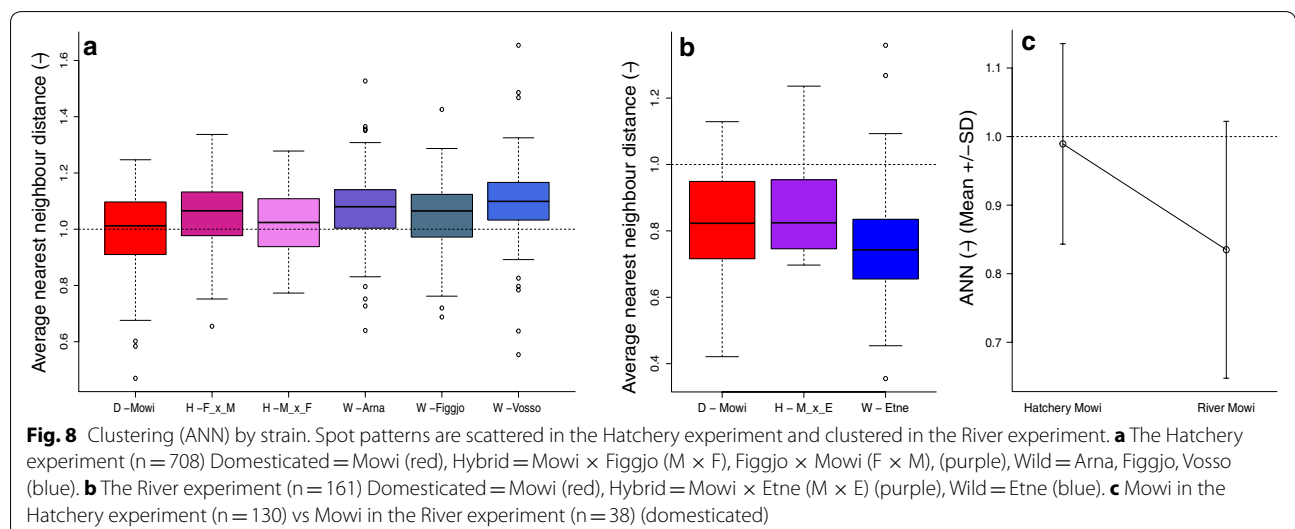 a
Average nearest neighbour distance (-)
1.6
1.4
1.2
1.0
0.8
0.6
D -Mowi H -F_x_M H -M_x_F W -Arna W -Figgjo W -Vosso
b
Average nearest neighbour distance (-)
1.2
1.0
0.8
0.6
0.4
D - Mowi H - M_x_E W - Etne
c
ANN (-) (Mean +/-SD)
1.1
1.0
0.9
0.8
0.7
Hatchery Mowi River Mowi
Fig. 8 Clustering (ANN) by strain. Spot patterns are scattered in the Hatchery experiment and clustered in the River experiment. a The Hatchery
experiment (n = 708) Domesticated = Mowi (red), Hybrid = Mowi × Figgjo (M × F), Figgjo × Mowi (F × M), (purple), Wild = Arna, Figgjo, Vosso
(blue). b The River experiment (n = 161) Domesticated = Mowi (red), Hybrid = Mowi × Etne (M × E) (purple), Wild = Etne (blue). c Mowi in the
Hatchery experiment (n = 130) vs Mowi in the River experiment (n = 38) (domesticated)